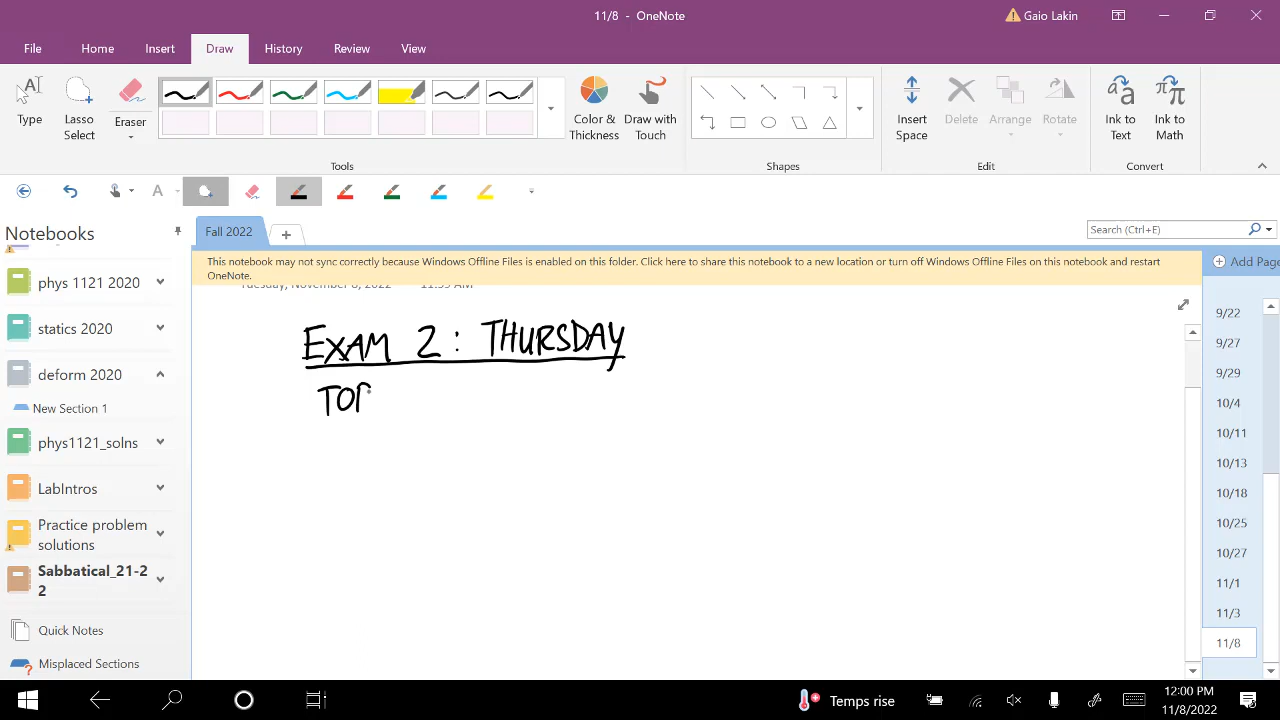 11/8 - OneNote
Gaio Lakin
File Home Insert Draw History Review View
Type
Lasso Select
Eraser
Color & Thickness
Draw with Touch
Insert Space
Delete
Arrange
Rotate
Ink to Text
Ink to Math
Tools
Shapes
Edit
Convert
Notebooks
Fall 2022
Search (Ctrl+E)
This notebook may not sync correctly because Windows Offline Files is enabled on this folder. Click here to share this notebook to a new location or turn off Windows Offline Files on this notebook and restart
OneNote.
Add Page
Tuesday, November 8, 2022 11:59 AM
EXAM 2 : THURSDAY
TOP
phys 1121 2020
statics 2020
deform 2020
New Section 1
phys1121_solns
LabIntros
Practice problem
solutions
Sabbatical_21-2
2
Quick Notes
Misplaced Sections
9/22
9/27
9/29
10/4
10/11
10/13
10/18
10/25
10/27
11/1
11/3
11/8
Temps rise
12:00 PM
11/8/2022